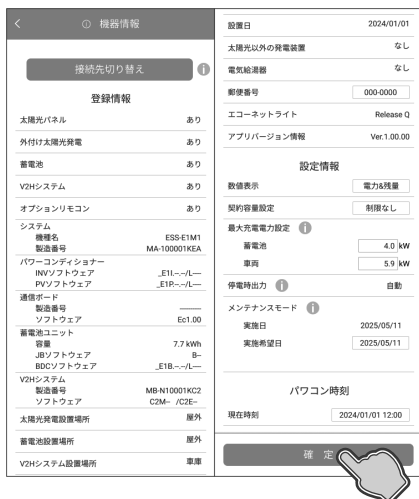 機器情報
接続先切り替え
登録情報
太陽光パネル あり
外付け太陽光発電 あり
蓄電池 あり
V2Hシステム あり
オプションリモコン あり
システム
機種名 ESS-E1M1
製造番号 MA-100001KEA
パワーコンディショナー
INVソフトウェア _E1I.–.–/L—
PVソフトウェア _E1P.–.–/L—
通信ボード
製造番号 ———
ソフトウェア Ec1.00
蓄電池ユニット
容量 7.7 kWh
JBソフトウェア B–
BDCソフトウェア _E1B.–.–/L—
V2Hシステム
製造番号 MB-N10001KC2
ソフトウェア C2M– /C2E–
太陽光発電設置場所 屋外
蓄電池設置場所 屋外
V2Hシステム設置場所 車庫
設置日 2024/01/01
太陽光以外の発電装置 なし
電気給湯器 なし
郵便番号 000-0000
エコーネットライト Release Q
アプリバージョン情報 Ver.1.00.00
設定情報
数値表示 電力&残量
契約容量設定 制限なし
最大充電電力設定
蓄電池 4.0 kW
車両 5.9 kW
停電時出力 自動
メンテナンスモード
実施日 2025/05/11
実施希望日 2025/05/11
パワコン時刻
現在時刻 2024/01/01 12:00
確 定